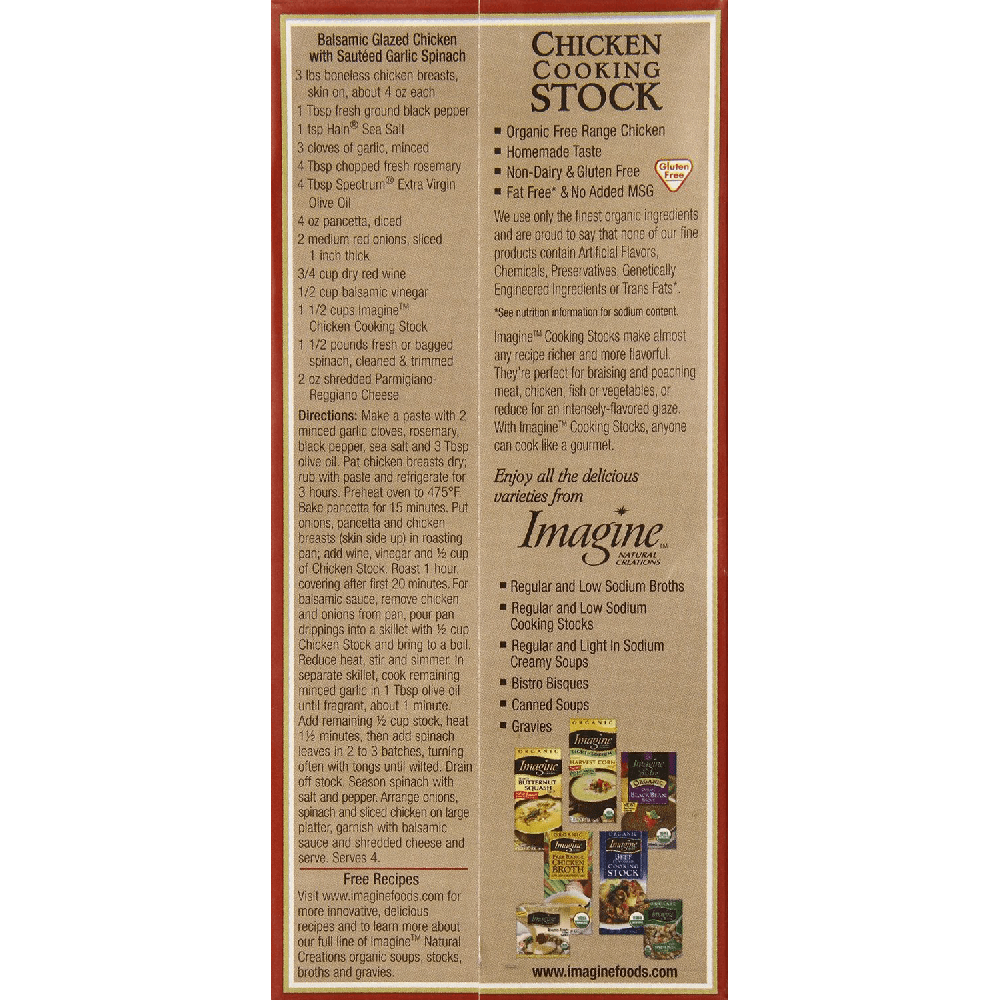 Balsamic Glazed Chicken
with Sautéed Garlic Spinach
3 lbs boneless chicken breasts,
skin on, about 4 oz each
1 Tbsp fresh ground black pepper
1 tsp Hain® Sea Salt
3 cloves of garlic, minced
4 Tbsp chopped fresh rosemary
4 Tbsp Spectrum® Extra Virgin
Olive Oil
4 oz pancetta, diced
2 medium red onions, sliced
1 inch thick
3/4 cup dry red wine
1/2 cup balsamic vinegar
1 1/2 cups Imagine™
Chicken Cooking Stock
1 1/2 pounds fresh or bagged
spinach, cleaned & trimmed
2 oz shredded Parmigiano-
Reggiano Cheese
Directions: Make a paste with 2
minced garlic cloves, rosemary,
black pepper, sea salt and 3 Tbsp
olive oil. Pat chicken breasts dry;
rub with paste and refrigerate for
3 hours. Preheat oven to 475°F.
Bake pancetta for 15 minutes. Put
onions, pancetta and chicken
breasts (skin side up) in roasting
pan; add wine, vinegar and ½ cup
of Chicken Stock. Roast 1 hour,
covering after first 20 minutes. For
balsamic sauce, remove chicken
and onions from pan, pour pan
drippings into a skillet with ½ cup
Chicken Stock and bring to a boil.
Reduce heat, stir and simmer. In
separate skillet, cook remaining
minced garlic in 1 Tbsp olive oil
until fragrant, about 1 minute.
Add remaining ½ cup stock, heat
1½ minutes, then add spinach
leaves in 2 to 3 batches, turning
often with tongs until wilted. Drain
off stock. Season spinach with
salt and pepper. Arrange onions,
spinach and sliced chicken on large
platter, garnish with balsamic
sauce and shredded cheese and
serve. Serves 4.
Free Recipes
Visit www.imaginefoods.com for
more innovative, delicious
recipes and to learn more about
our full line of Imagine™ Natural
Creations organic soups, stocks,
broths and gravies.
CHICKEN
COOKING
STOCK
▪ Organic Free Range Chicken
▪ Homemade Taste
▪ Non-Dairy & Gluten Free
▪ Fat Free* & No Added MSG
Gluten
Free
We use only the finest organic ingredients
and are proud to say that none of our fine
products contain Artificial Flavors,
Chemicals, Preservatives, Genetically
Engineered Ingredients or Trans Fats*.
*See nutrition information for sodium content.
Imagine™ Cooking Stocks make almost
any recipe richer and more flavorful.
They're perfect for braising and poaching
meat, chicken, fish or vegetables, or
reduce for an intensely-flavored glaze.
With Imagine™ Cooking Stocks, anyone
can cook like a gourmet.
Enjoy all the delicious
varieties from
Imagine™
NATURAL
CREATIONS
▪ Regular and Low Sodium Broths
▪ Regular and Low Sodium
Cooking Stocks
▪ Regular and Light In Sodium
Creamy Soups
▪ Bistro Bisques
▪ Canned Soups
▪ Gravies
ORGANIC
Imagine
HARVEST CORN
ORGANIC
Imagine
BUTTERNUT
SQUASH
Imagine
ORGANIC
BLACK BEAN
ORGANIC
Imagine
FREE RANGE
CHICKEN
BROTH
ORGANIC
Imagine
BEEF
COOKING
STOCK
Imagine
ORGANIC
Imagine
www.imaginefoods.com